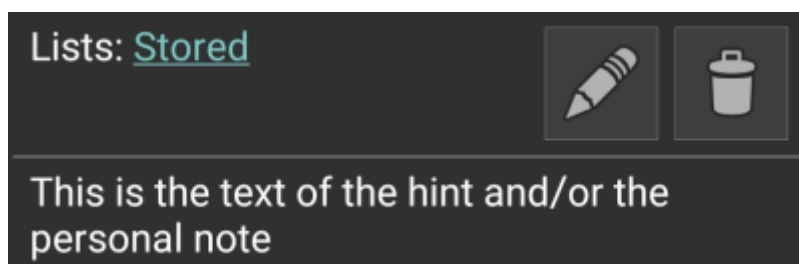 Lists: Stored
This is the text of the hint and/or the
personal note